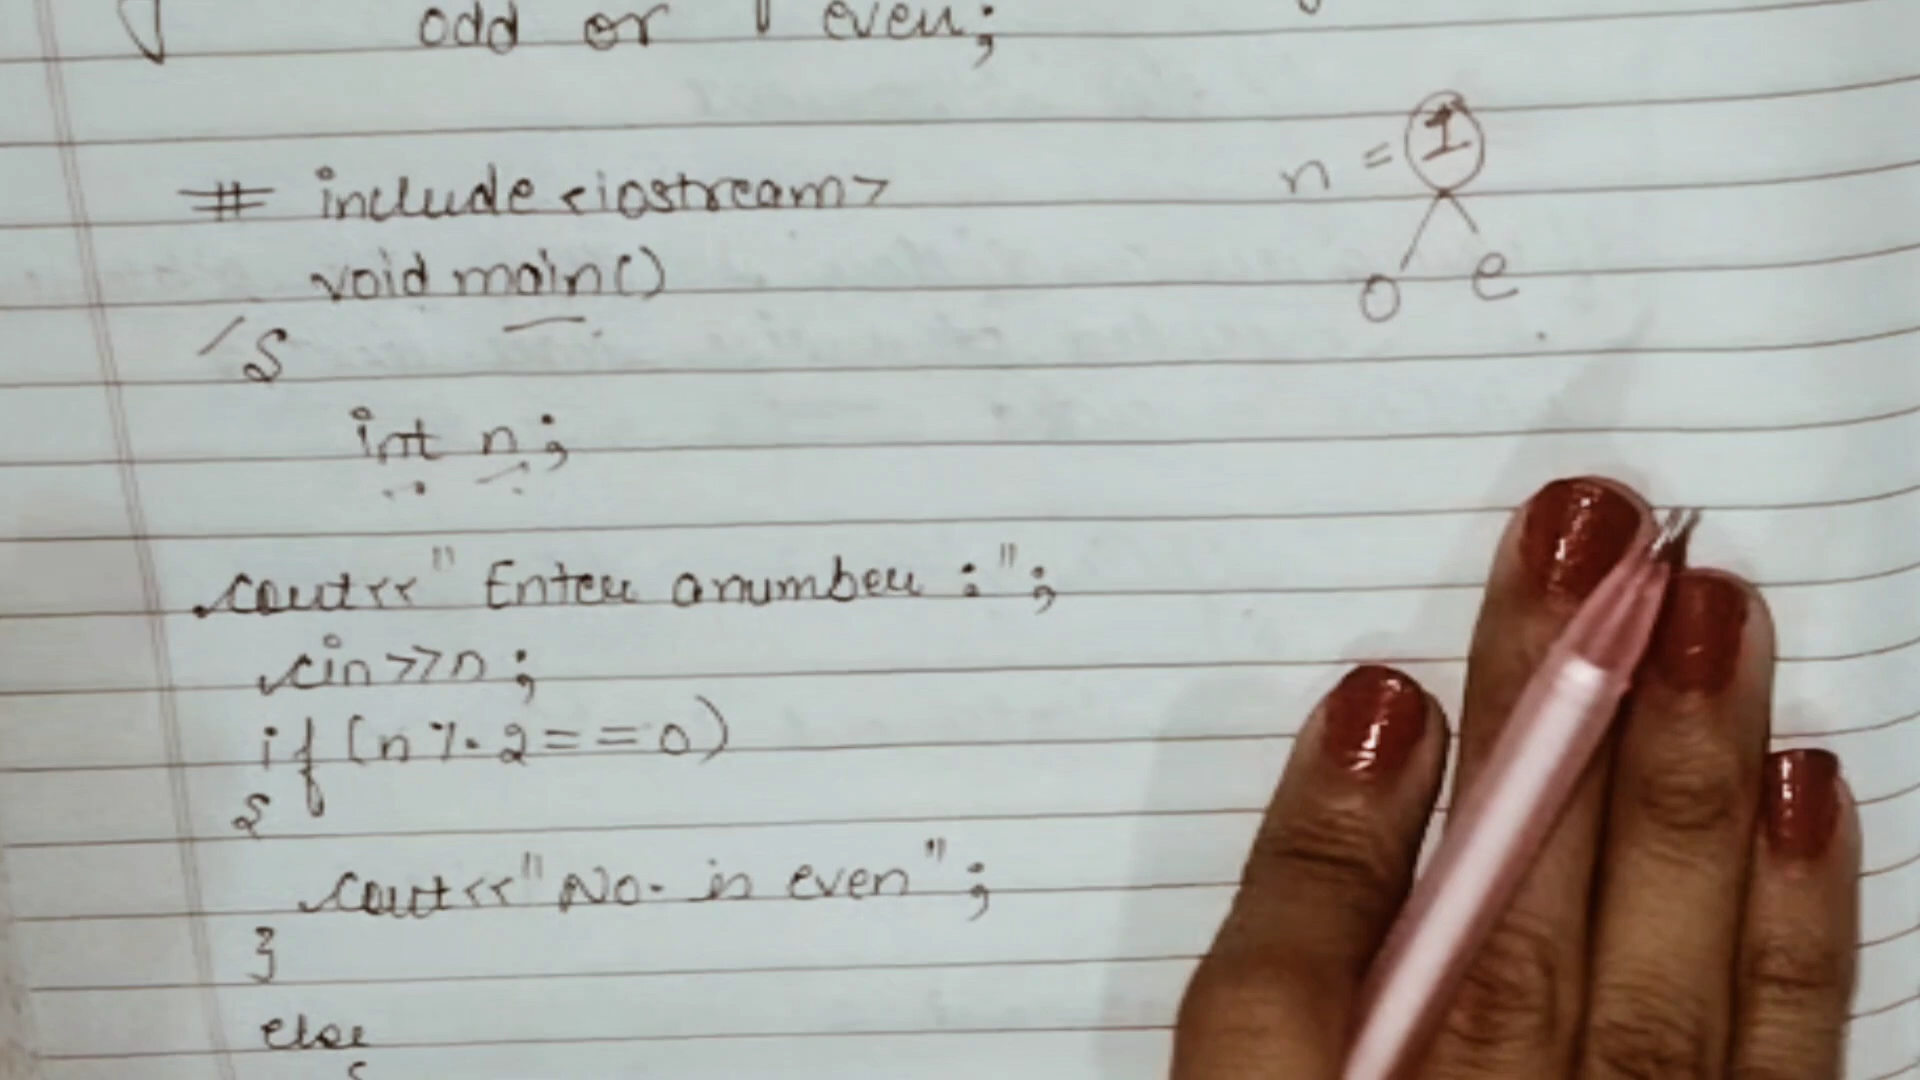 odd or even;
# include <iostream>
void main()
{
int n;
cout<<" Enter a number : ";
cin>>n ;
if (n % 2 = = 0)
{
cout<<" No. is even" ;
}
else
{
n = 1
o e